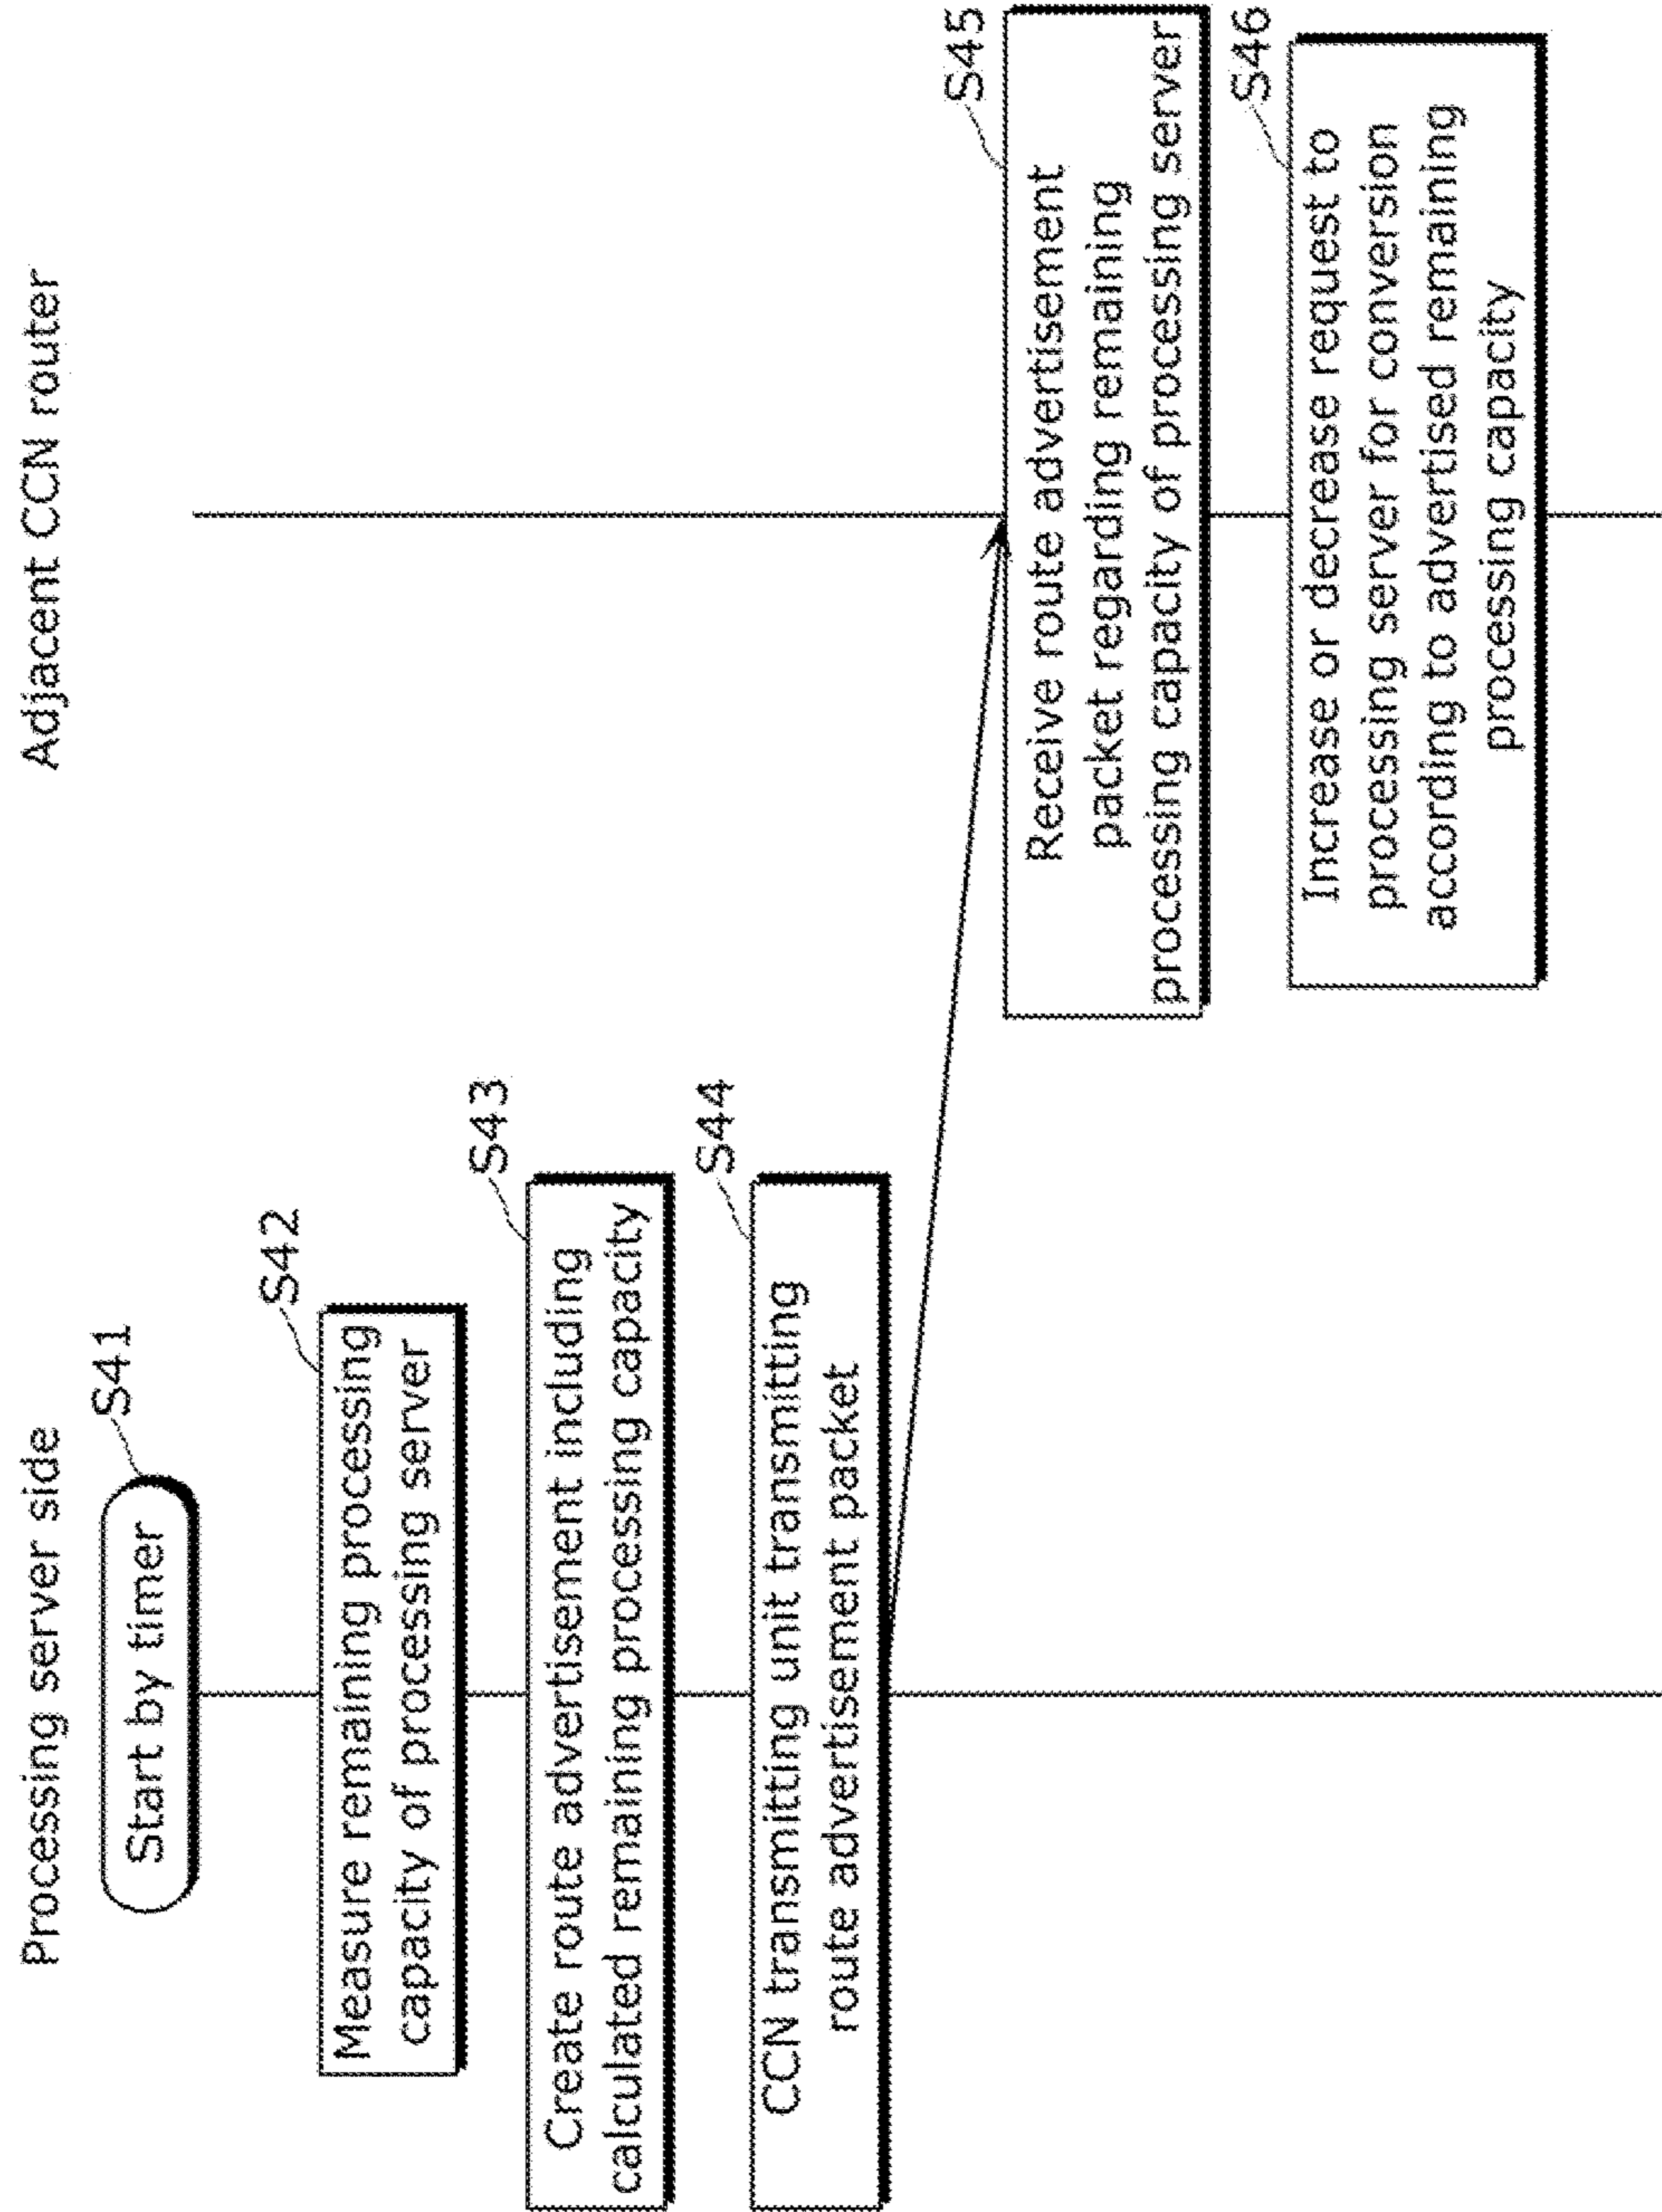 Processing server side
Adjacent CCN router
S41
Start by timer
S42
Measure remaining processing
capacity of processing server
S43
Create route advertisement including
calculated remaining processing capacity
S44
CCN transmitting unit transmitting
route advertisement packet
S45
Receive route advertisement
packet regarding remaining
processing capacity of processing server
S46
Increase or decrease request to
processing server for conversion
according to advertised remaining
processing capacity